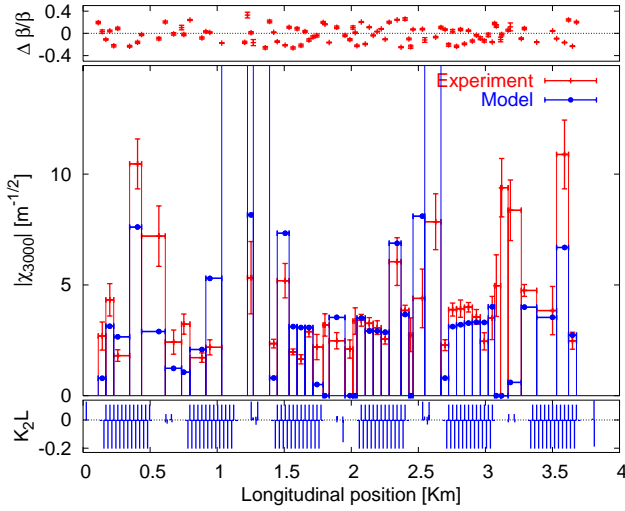 Δ β/β
0.4
0
-0.4
|χ3000| [m-1/2]
10
5
0
Experiment
Model
K2L
0
-0.2
0 0.5 1 1.5 2 2.5 3 3.5 4
Longitudinal position [Km]